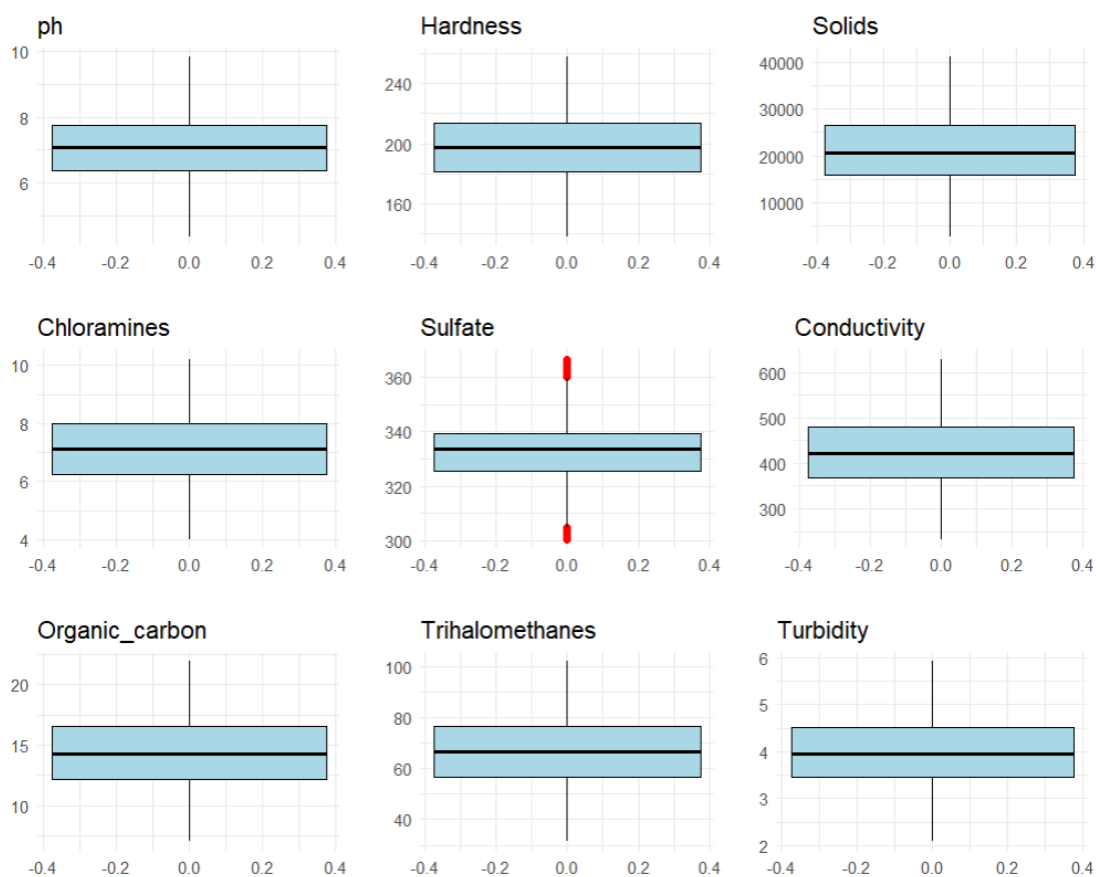 ph
10
8
6
-0.4 -0.2 0.0 0.2 0.4
Hardness
240
200
160
-0.4 -0.2 0.0 0.2 0.4
Solids
40000
30000
20000
10000
-0.4 -0.2 0.0 0.2 0.4
Chloramines
10
8
6
4
-0.4 -0.2 0.0 0.2 0.4
Sulfate
360
340
320
300
-0.4 -0.2 0.0 0.2 0.4
Conductivity
600
500
400
300
-0.4 -0.2 0.0 0.2 0.4
Organic_carbon
20
15
10
-0.4 -0.2 0.0 0.2 0.4
Trihalomethanes
100
80
60
40
-0.4 -0.2 0.0 0.2 0.4
Turbidity
6
5
4
3
2
-0.4 -0.2 0.0 0.2 0.4